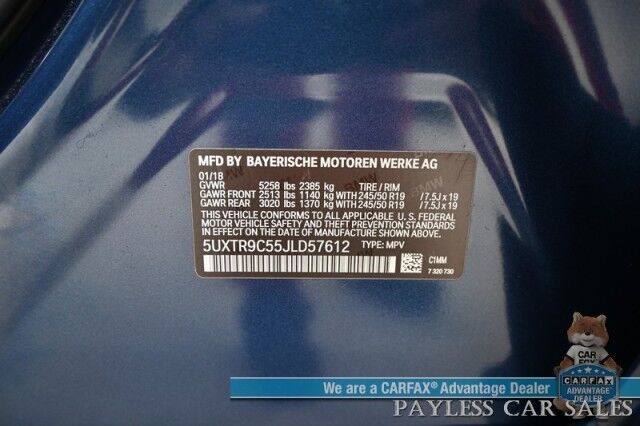 MFD BY BAYERISCHE MOTOREN WERKE AG
01/18
GVWR 5258 lbs 2385 kg TIRE / RIM
GAWR FRONT 2513 lbs 1140 kg WITH 245/50 R19 / 7.5J x 19
GAWR REAR 3020 lbs 1370 kg WITH 245/50 R19 / 7.5J x 19
THIS VEHICLE CONFORMS TO ALL APPLICABLE U.S.
FEDERAL MOTOR VEHICLE SAFETY STANDARDS
IN EFFECT ON THE DATE OF MANUFACTURE SHOWN ABOVE.
5UXTR9C55JLD57612 TYPE: MPV
C1MM
7 320 730
CAR
FOX
CARFAX
Advantage
DEALER
We are a CARFAX® Advantage Dealer
PAYLESS CAR SALES